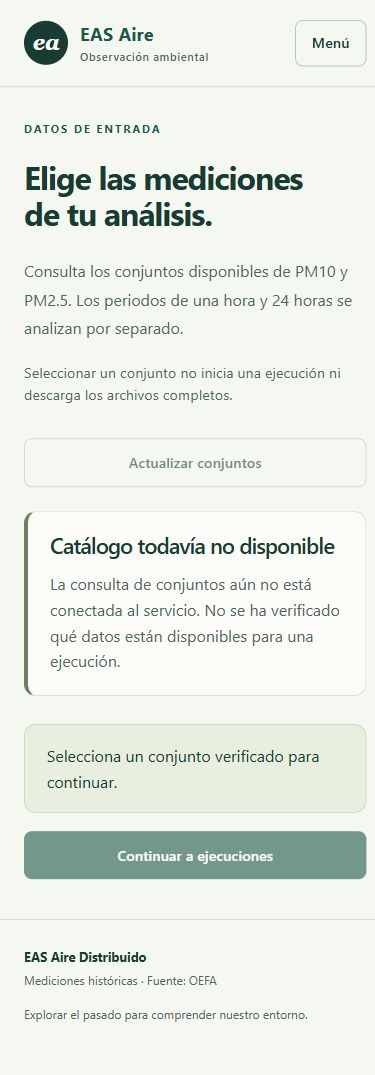 ea
EAS Aire
Observación ambiental
Menú
DATOS DE ENTRADA
Elige las mediciones
de tu análisis.
Consulta los conjuntos disponibles de PM10 y
PM2.5. Los periodos de una hora y 24 horas se
analizan por separado.
Seleccionar un conjunto no inicia una ejecución ni
descarga los archivos completos.
Actualizar conjuntos
Catálogo todavía no disponible
La consulta de conjuntos aún no está
conectada al servicio. No se ha verificado
qué datos están disponibles para una
ejecución.
Selecciona un conjunto verificado para
continuar.
Continuar a ejecuciones
EAS Aire Distribuido
Mediciones históricas · Fuente: OEFA
Explorar el pasado para comprender nuestro entorno.